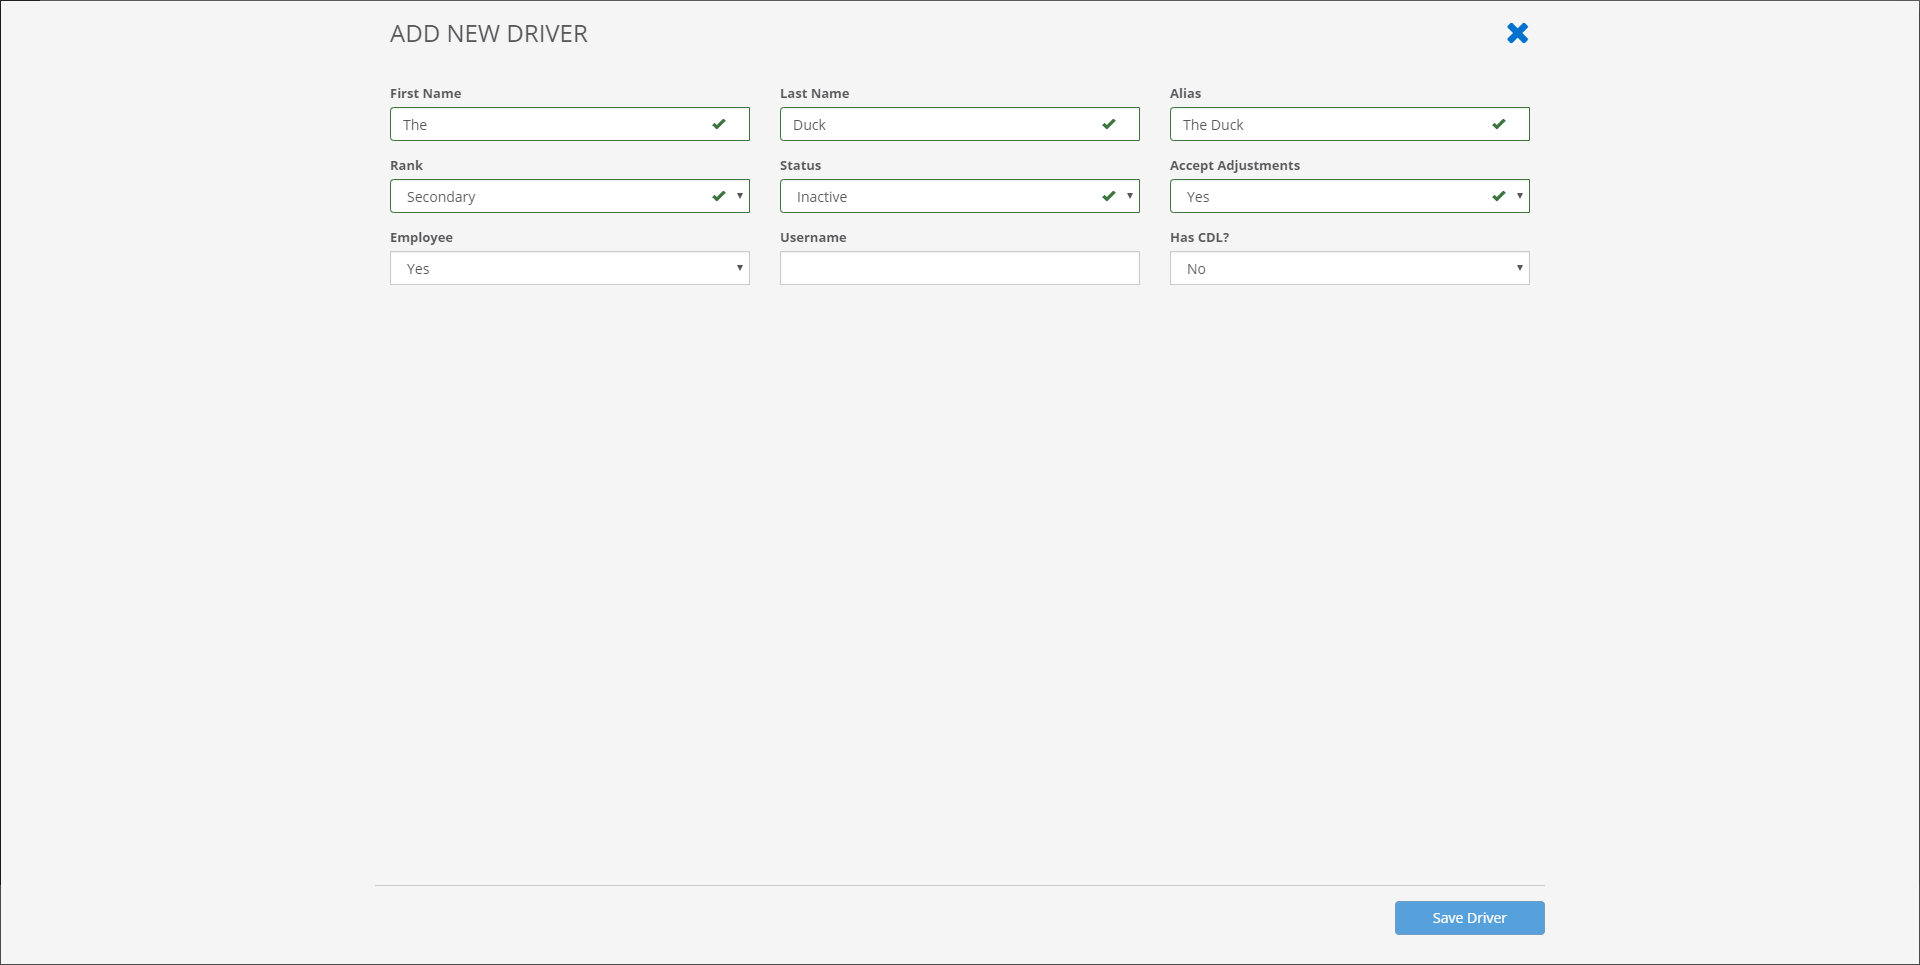 ADD NEW DRIVER
First Name Last Name Alias
The Duck The Duck
Rank Status Accept Adjustments
Secondary Inactive Yes
Employee Username Has CDL?
Yes No
Save Driver